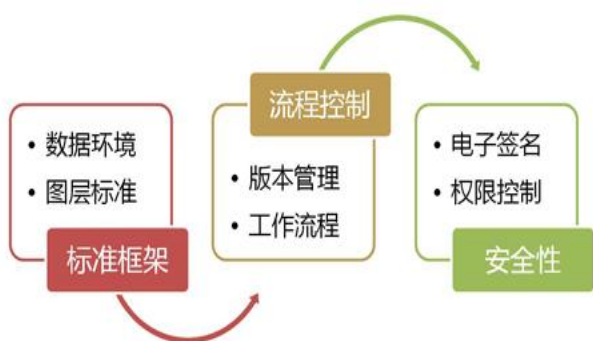 • 数据环境
• 图层标准
标准框架
流程控制
• 版本管理
• 工作流程
• 电子签名
• 权限控制
安全性